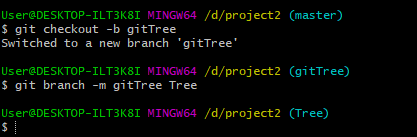 User@DESKTOP-ILT3K8I MINGW64 /d/project2 (master)
$ git checkout -b gitTree
Switched to a new branch 'gitTree'
User@DESKTOP-ILT3K8I MINGW64 /d/project2 (gitTree)
$ git branch -m gitTree Tree
User@DESKTOP-ILT3K8I MINGW64 /d/project2 (Tree)
$